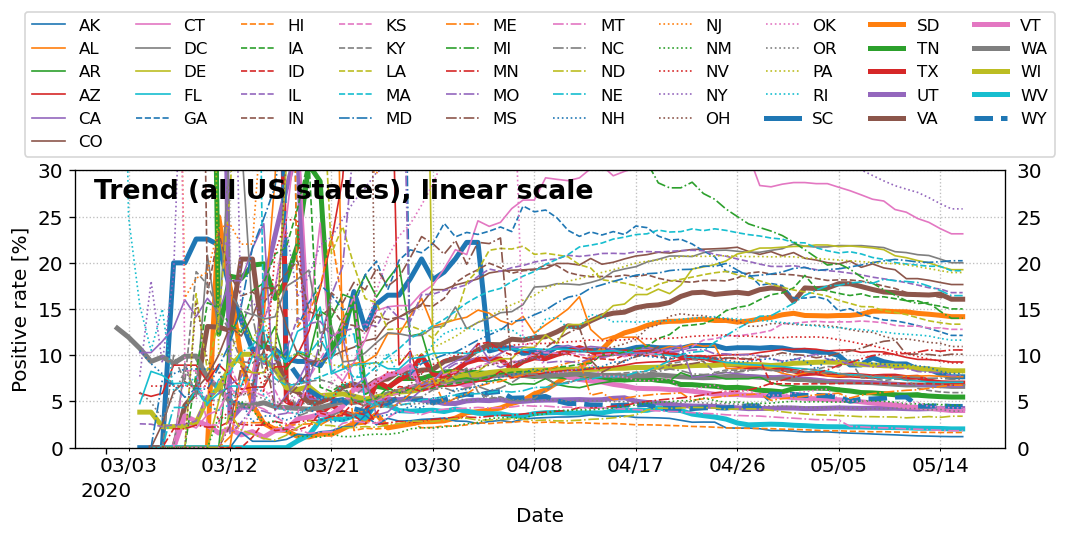 AK CT HI KS ME MT NJ OK SD VT
AL DC IA KY MI NC NM OR TN WA
AR DE ID LA MN ND NV PA TX WI
AZ FL IL MA MO NE NY RI UT WV
CA GA IN MD MS NH OH SC VA WY
CO
Trend (all US states), linear scale
Positive rate [%]
30 30
25 25
20 20
15 15
10 10
5 5
0 0
03/03 03/12 03/21 03/30 04/08 04/17 04/26 05/05 05/14
2020
Date